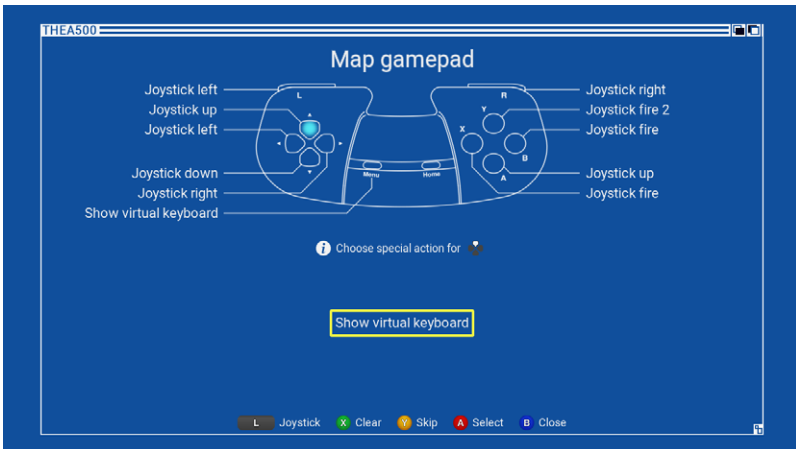 THEA500
Map gamepad
Joystick left
Joystick up
Joystick left
Joystick down
Joystick right
Show virtual keyboard
L
R
Y
X
B
A
Menu
Home
Joystick right
Joystick fire 2
Joystick fire
Joystick up
Joystick fire
i Choose special action for
Show virtual keyboard
L Joystick X Clear Y Skip A Select B Close